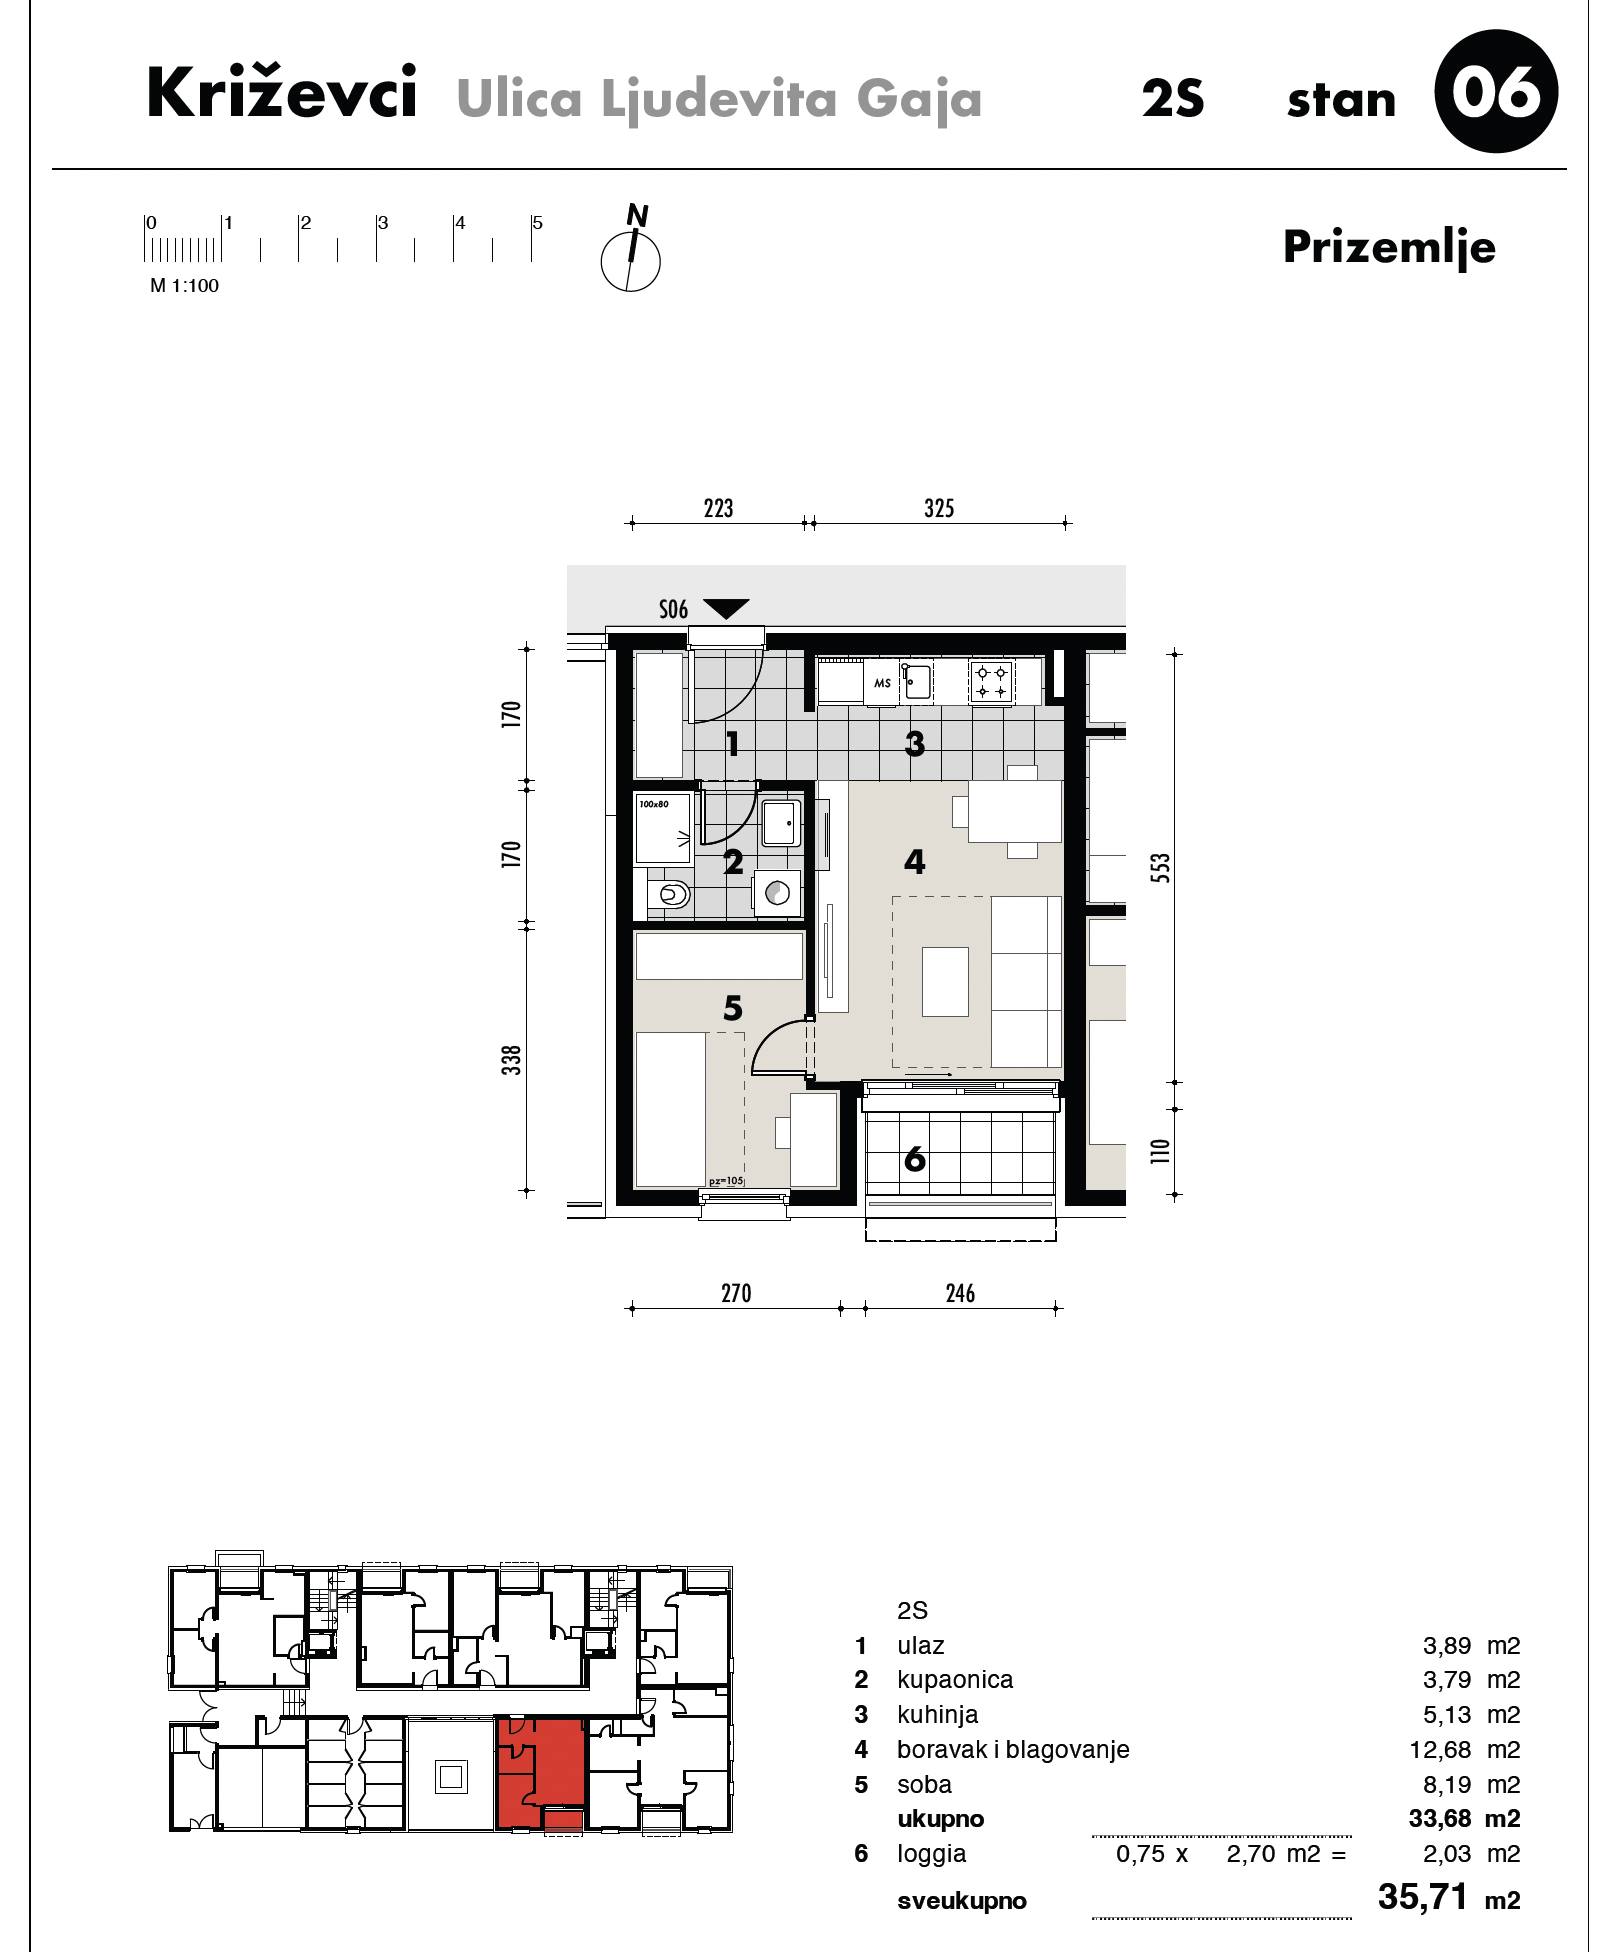 Križevci Ulica Ljudevita Gaja 2S stan 06
0 1 2 3 4 5
M 1:100
N
Prizemlje
223 325
S06
170
MS
1
3
100x80
170
2
4
553
5
338
pz=105
6
110
270 246
2S
1 ulaz 3,89 m2
2 kupaonica 3,79 m2
3 kuhinja 5,13 m2
4 boravak i blagovanje 12,68 m2
5 soba 8,19 m2
ukupno 33,68 m2
6 loggia 0,75 x 2,70 m2 = 2,03 m2
sveukupno 35,71 m2